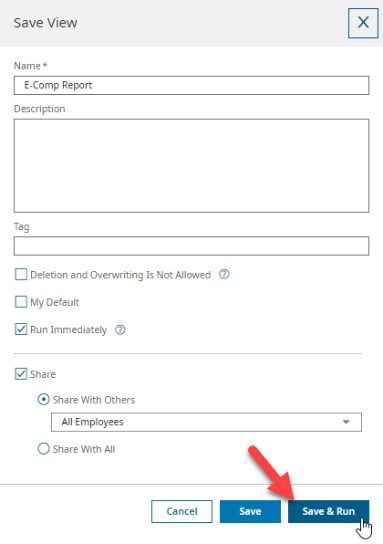 Save View
X
Name *
E-Comp Report
Description
Tag
Deletion and Overwriting Is Not Allowed ?
My Default
Run Immediately ?
Share
Share With Others
All Employees
Share With All
Cancel Save Save & Run